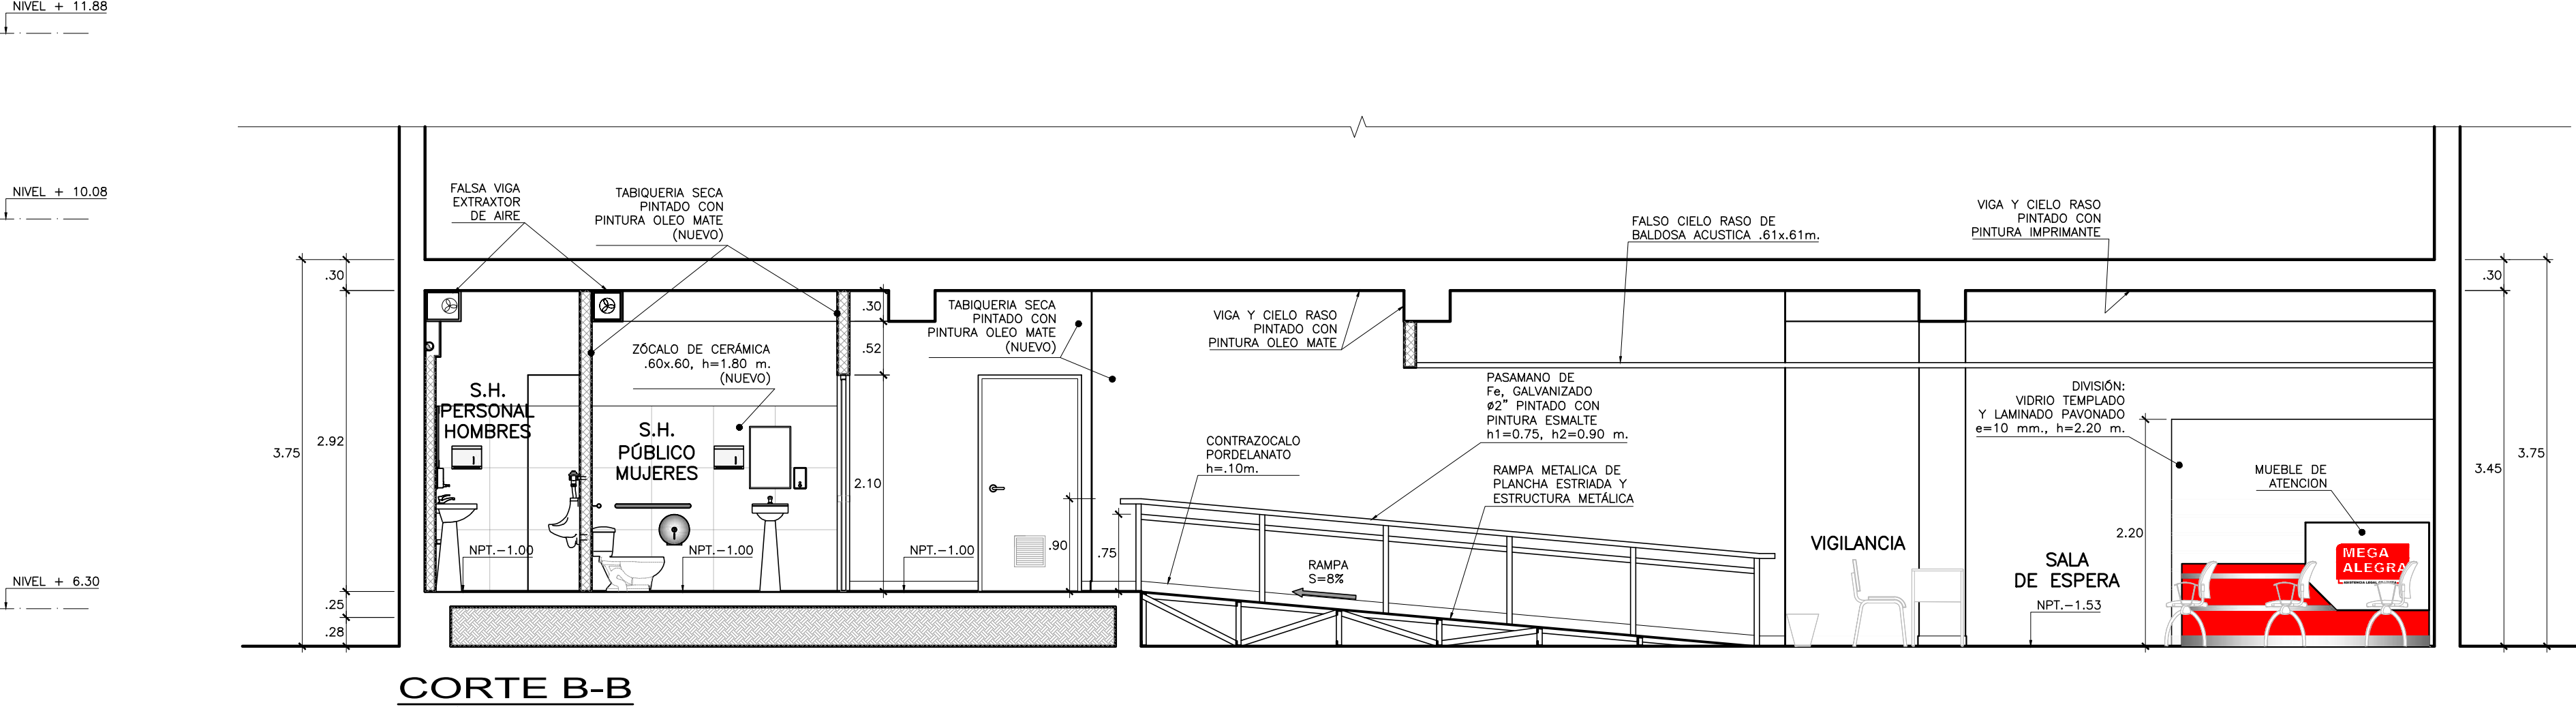 NIVEL + 11.88
NIVEL + 10.08
NIVEL + 6.30
FALSA VIGA
EXTRAXTOR
DE AIRE
TABIQUERIA SECA
PINTADO CON
PINTURA OLEO MATE
(NUEVO)
FALSO CIELO RASO DE
BALDOSA ACUSTICA .61x.61m.
VIGA Y CIELO RASO
PINTADO CON
PINTURA IMPRIMANTE
.30
2.92
3.75
.25
.28
.30
.52
2.10
TABIQUERIA SECA
PINTADO CON
PINTURA OLEO MATE
(NUEVO)
VIGA Y CIELO RASO
PINTADO CON
PINTURA OLEO MATE
ZÓCALO DE CERÁMICA
.60x.60, h=1.80 m.
(NUEVO)
S.H.
PERSONAL
HOMBRES
S.H.
PÚBLICO
MUJERES
NPT.-1.00
NPT.-1.00
NPT.-1.00
.90
.75
CONTRAZOCALO
PORDELANATO
h=.10m.
PASAMANO DE
Fe, GALVANIZADO
ø2" PINTADO CON
PINTURA ESMALTE
h1=0.75, h2=0.90 m.
RAMPA METALICA DE
PLANCHA ESTRIADA Y
ESTRUCTURA METÁLICA
RAMPA
S=8%
VIGILANCIA
SALA
DE ESPERA
NPT.-1.53
DIVISIÓN:
VIDRIO TEMPLADO
Y LAMINADO PAVONADO
e=10 mm., h=2.20 m.
MUEBLE DE
ATENCION
2.20
MEGA
ALEGRA
.30
3.45
3.75
CORTE B-B